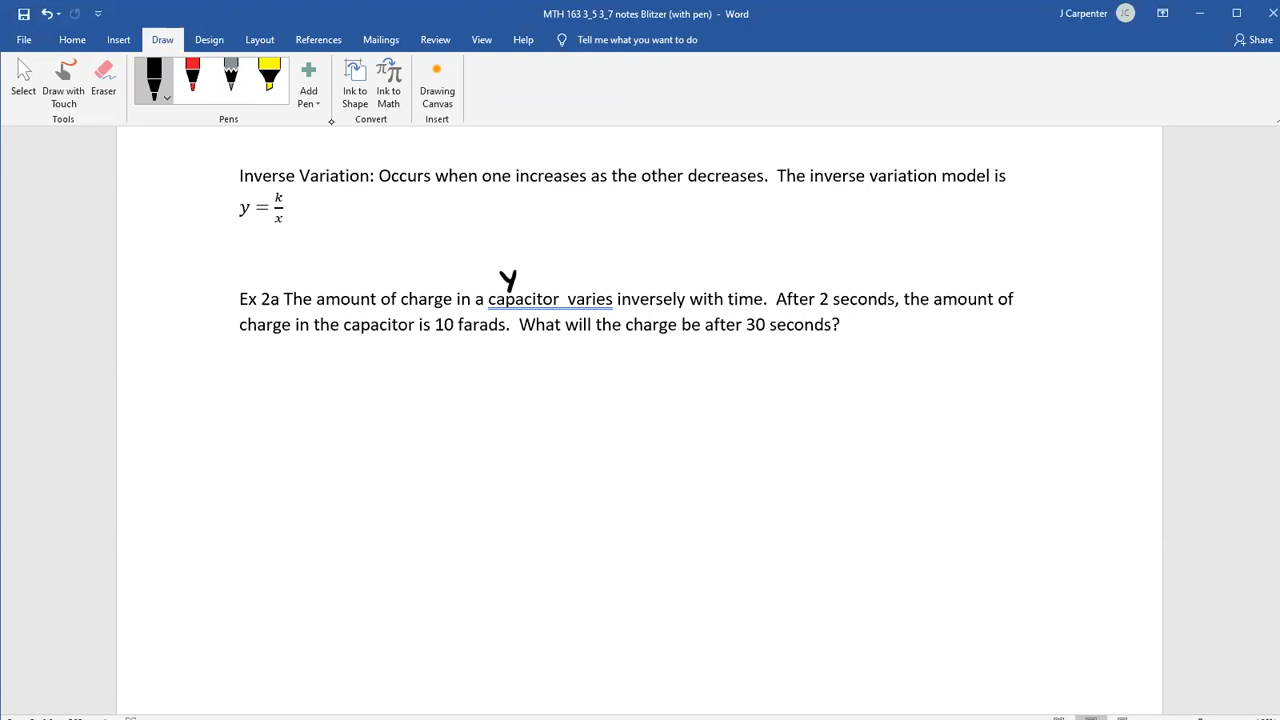 MTH 163 3_5 3_7 notes Blitzer (with pen) - Word
J Carpenter JC
File Home Insert Draw Design Layout References Mailings Review View Help Tell me what you want to do Share
Select Draw with Touch Eraser Add Pen Ink to Shape Ink to Math Drawing Canvas
Tools Pens Convert Insert
Inverse Variation: Occurs when one increases as the other decreases. The inverse variation model is
y = k/x
y
Ex 2a The amount of charge in a capacitor varies inversely with time. After 2 seconds, the amount of
charge in the capacitor is 10 farads. What will the charge be after 30 seconds?